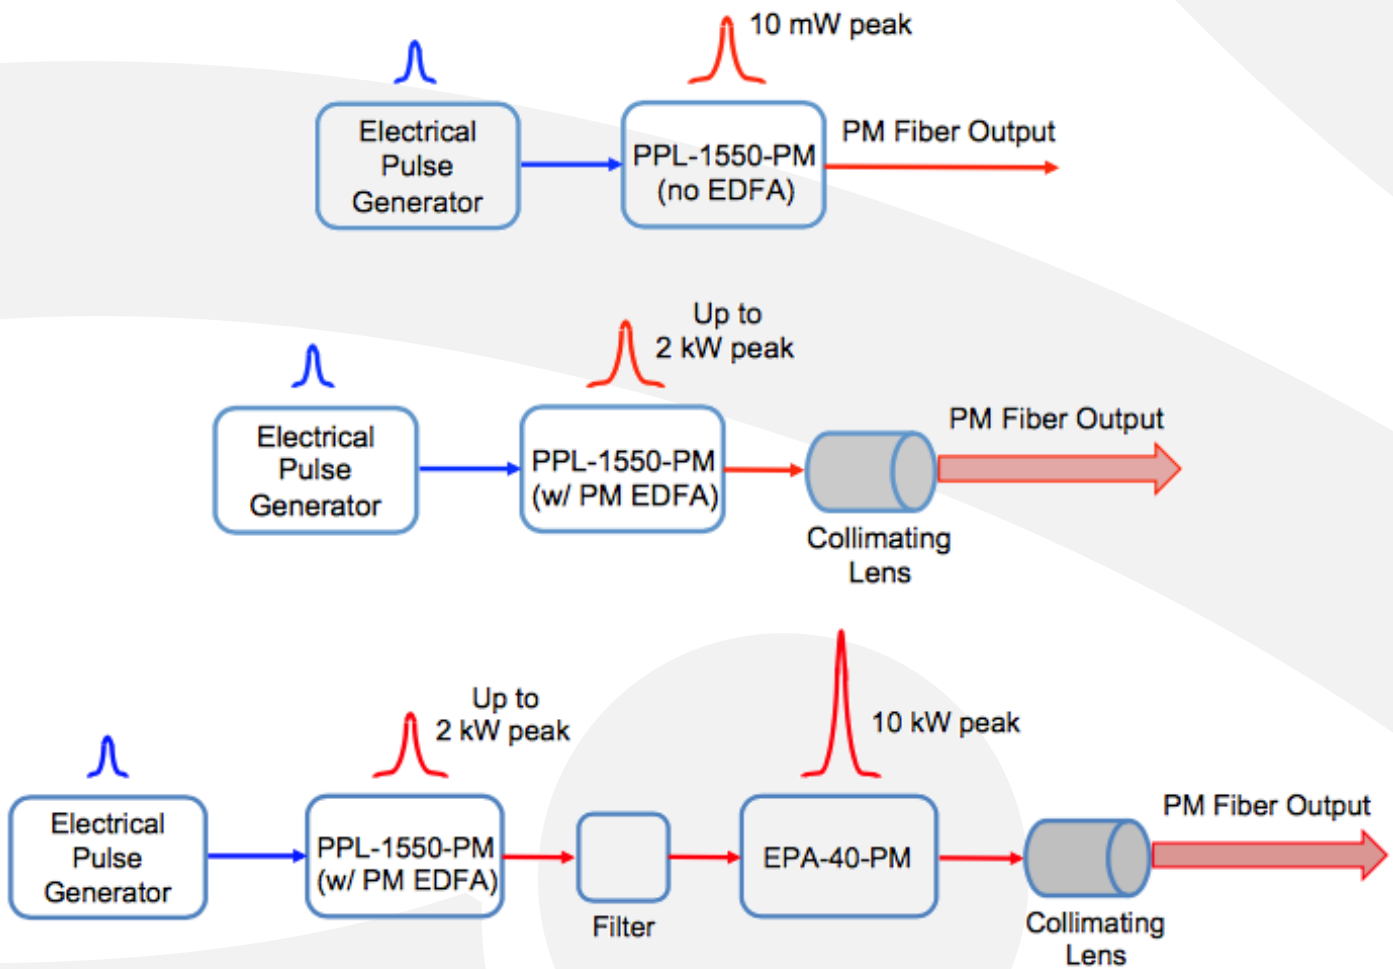 10 mW peak
Electrical
Pulse
Generator
PPL-1550-PM
(no EDFA)
PM Fiber Output
Up to
2 kW peak
Electrical
Pulse
Generator
PPL-1550-PM
(w/ PM EDFA)
PM Fiber Output
Collimating
Lens
Up to
2 kW peak
10 kW peak
Electrical
Pulse
Generator
PPL-1550-PM
(w/ PM EDFA)
Filter
EPA-40-PM
PM Fiber Output
Collimating
Lens